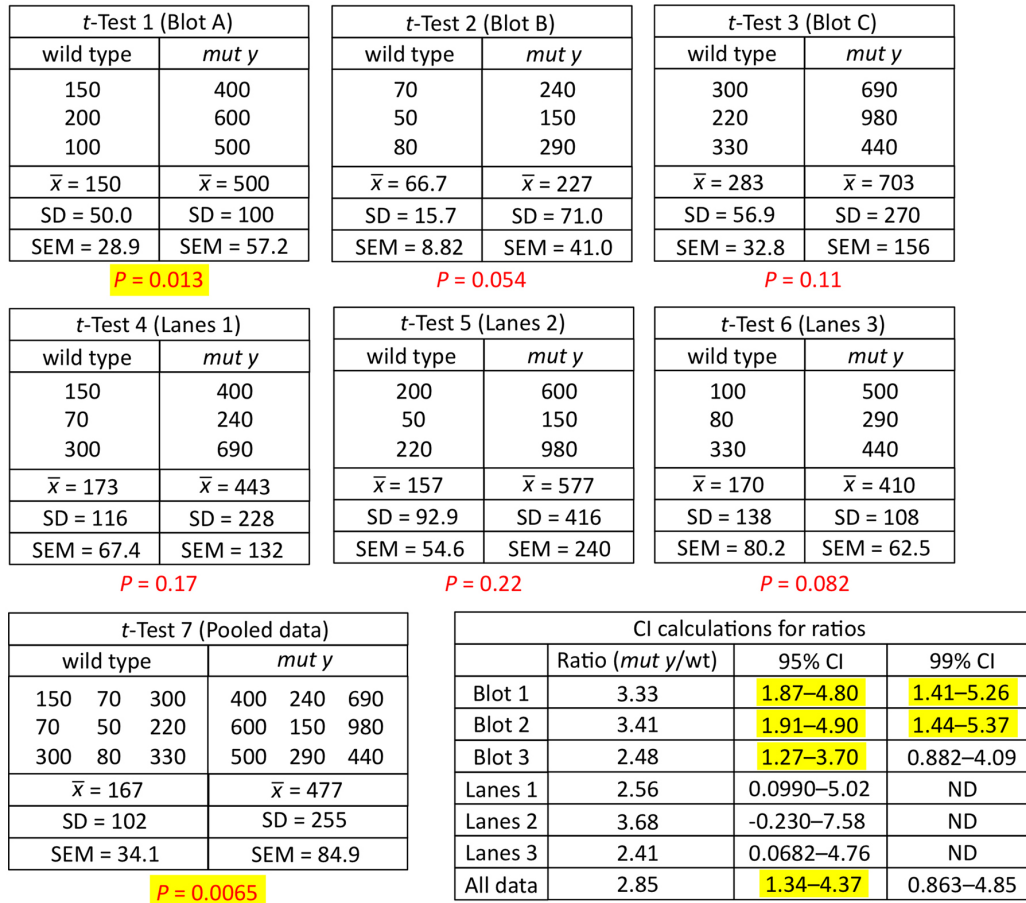 t-Test 1 (Blot A)
wild type mut y
150 400
200 600
100 500
x̅ = 150 x̅ = 500
SD = 50.0 SD = 100
SEM = 28.9 SEM = 57.2
P = 0.013
t-Test 2 (Blot B)
wild type mut y
70 240
50 150
80 290
x̅ = 66.7 x̅ = 227
SD = 15.7 SD = 71.0
SEM = 8.82 SEM = 41.0
P = 0.054
t-Test 3 (Blot C)
wild type mut y
300 690
220 980
330 440
x̅ = 283 x̅ = 703
SD = 56.9 SD = 270
SEM = 32.8 SEM = 156
P = 0.11
t-Test 4 (Lanes 1)
wild type mut y
150 400
70 240
300 690
x̅ = 173 x̅ = 443
SD = 116 SD = 228
SEM = 67.4 SEM = 132
P = 0.17
t-Test 5 (Lanes 2)
wild type mut y
200 600
50 150
220 980
x̅ = 157 x̅ = 577
SD = 92.9 SD = 416
SEM = 54.6 SEM = 240
P = 0.22
t-Test 6 (Lanes 3)
wild type mut y
100 500
80 290
330 440
x̅ = 170 x̅ = 410
SD = 138 SD = 108
SEM = 80.2 SEM = 62.5
P = 0.082
t-Test 7 (Pooled data)
wild type mut y
150 70 300 400 240 690
70 50 220 600 150 980
300 80 330 500 290 440
x̅ = 167 x̅ = 477
SD = 102 SD = 255
SEM = 34.1 SEM = 84.9
P = 0.0065
CI calculations for ratios
Ratio (mut y/wt) 95% CI 99% CI
Blot 1 3.33 1.87–4.80 1.41–5.26
Blot 2 3.41 1.91–4.90 1.44–5.37
Blot 3 2.48 1.27–3.70 0.882–4.09
Lanes 1 2.56 0.0990–5.02 ND
Lanes 2 3.68 -0.230–7.58 ND
Lanes 3 2.41 0.0682–4.76 ND
All data 2.85 1.34–4.37 0.863–4.85